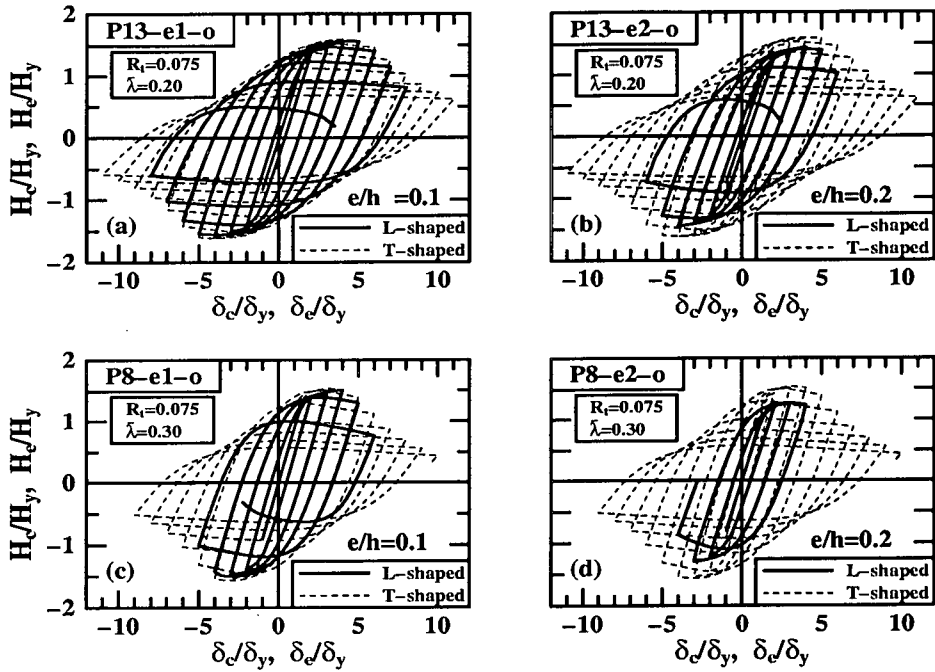 P13-e1-o
Rₜ=0.075
λ̄=0.20
2
1
0
-1
-2
H_c/H_y, H_e/H_y
(a)
e/h =0.1
L-shaped
T-shaped
-10
-5
0
5
10
δ_c/δ_y, δ_e/δ_y
P13-e2-o
Rₜ=0.075
λ̄=0.20
(b)
e/h=0.2
L-shaped
T-shaped
-10
-5
0
5
10
δ_c/δ_y, δ_e/δ_y
P8-e1-o
Rₜ=0.075
λ̄=0.30
2
1
0
-1
-2
H_c/H_y, H_e/H_y
(c)
e/h=0.1
L-shaped
T-shaped
-10
-5
0
5
10
δ_c/δ_y, δ_e/δ_y
P8-e2-o
Rₜ=0.075
λ̄=0.30
(d)
e/h=0.2
L-shaped
T-shaped
-10
-5
0
5
10
δ_c/δ_y, δ_e/δ_y